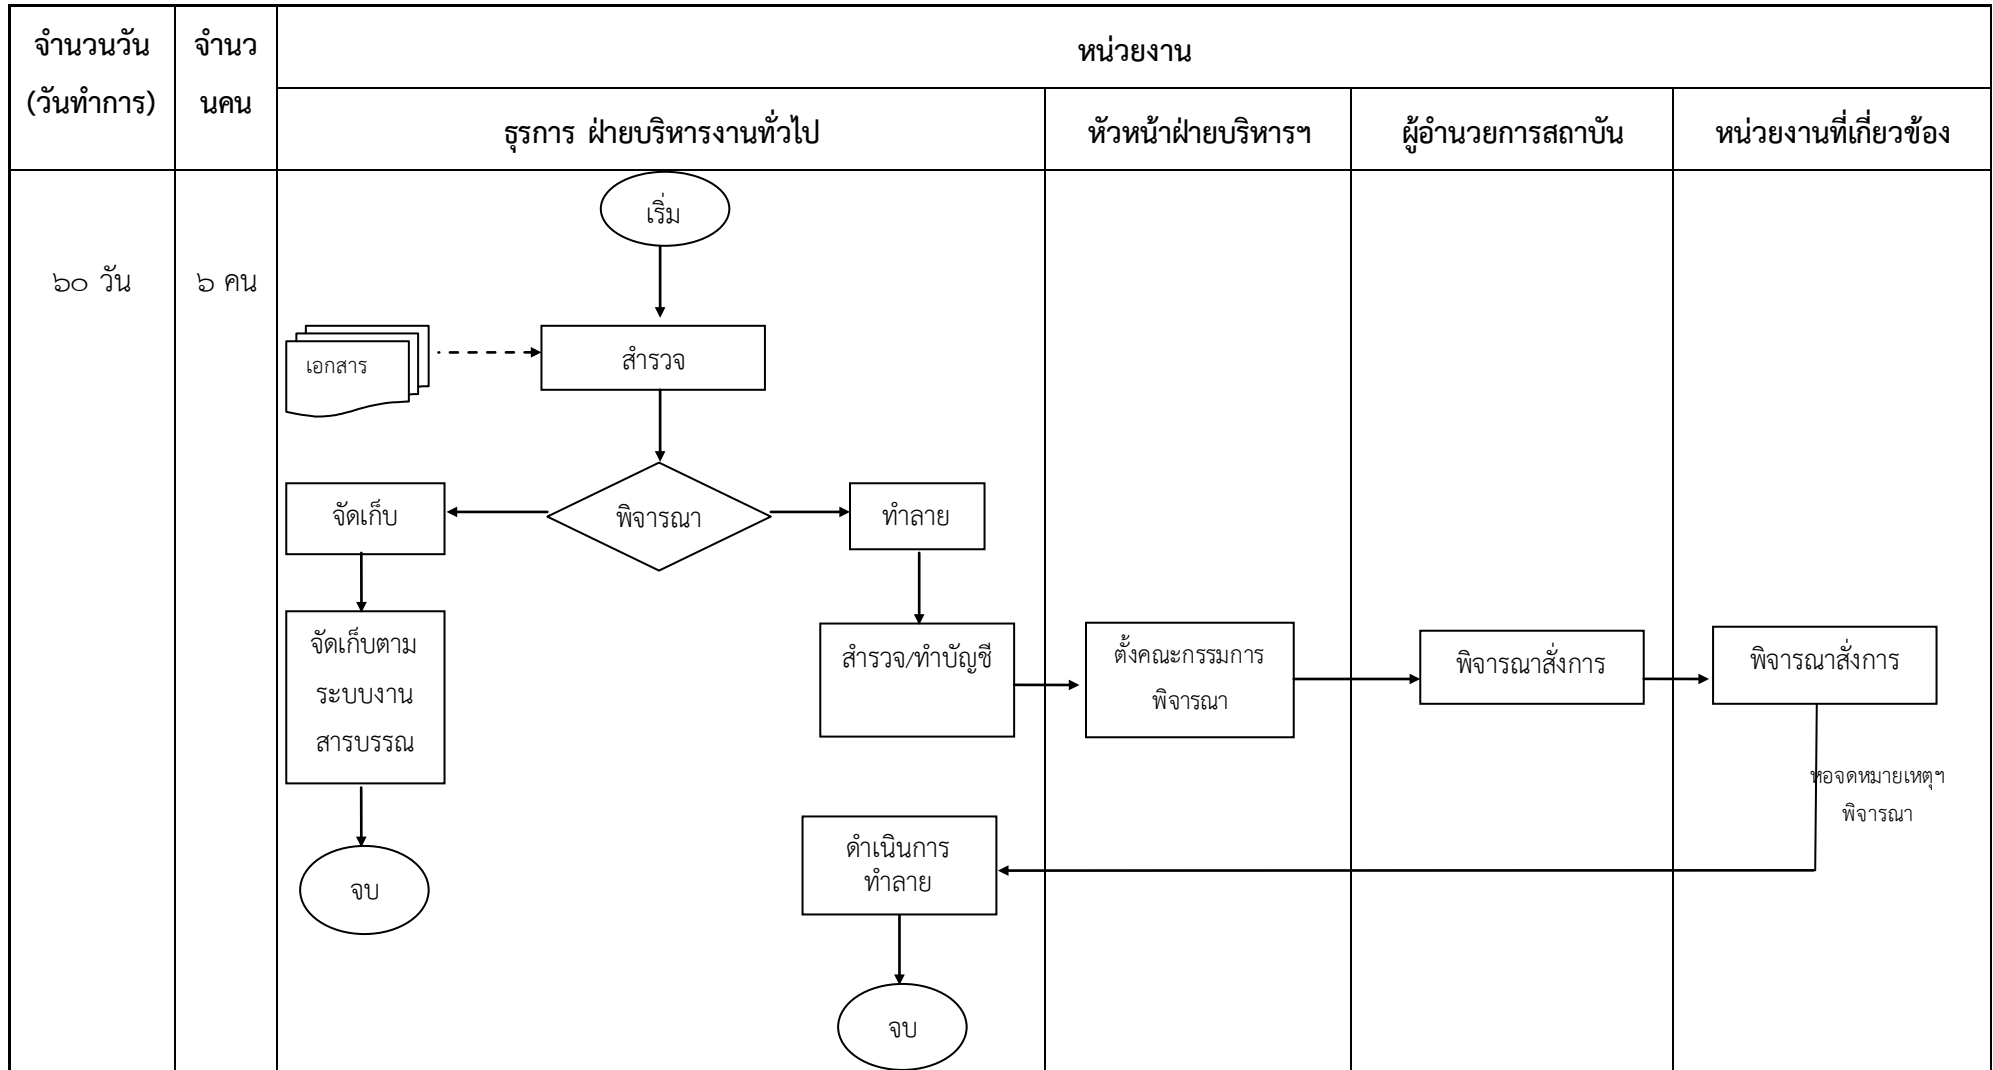 จำนวนวัน
(วันทำการ)
จำนว
นคน
หน่วยงาน
ธุรการ ฝ่ายบริหารงานทั่วไป
หัวหน้าฝ่ายบริหารฯ
ผู้อำนวยการสถาบัน
หน่วยงานที่เกี่ยวข้อง
๖๐ วัน
๖ คน
เริ่ม
เอกสาร
สำรวจ
จัดเก็บ
พิจารณา
ทำลาย
จัดเก็บตาม
ระบบงาน
สารบรรณ
สำรวจ/ทำบัญชี
ตั้งคณะกรรมการ
พิจารณา
พิจารณาสั่งการ
พิจารณาสั่งการ
หอจดหมายเหตุฯ
พิจารณา
ดำเนินการ
ทำลาย
จบ
จบ